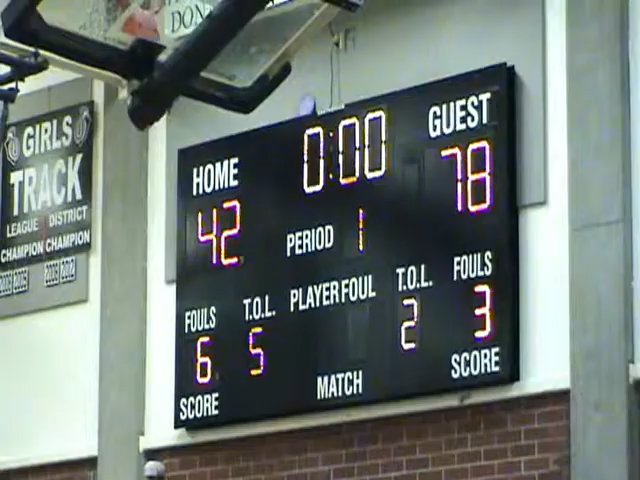 DON
GIRLS
TRACK
LEAGUE DISTRICT
CHAMPION CHAMPION
HOME 0:00 GUEST
42 78
PERIOD 1
FOULS T.O.L. PLAYER FOUL T.O.L. FOULS
6 5 2 3
SCORE MATCH SCORE